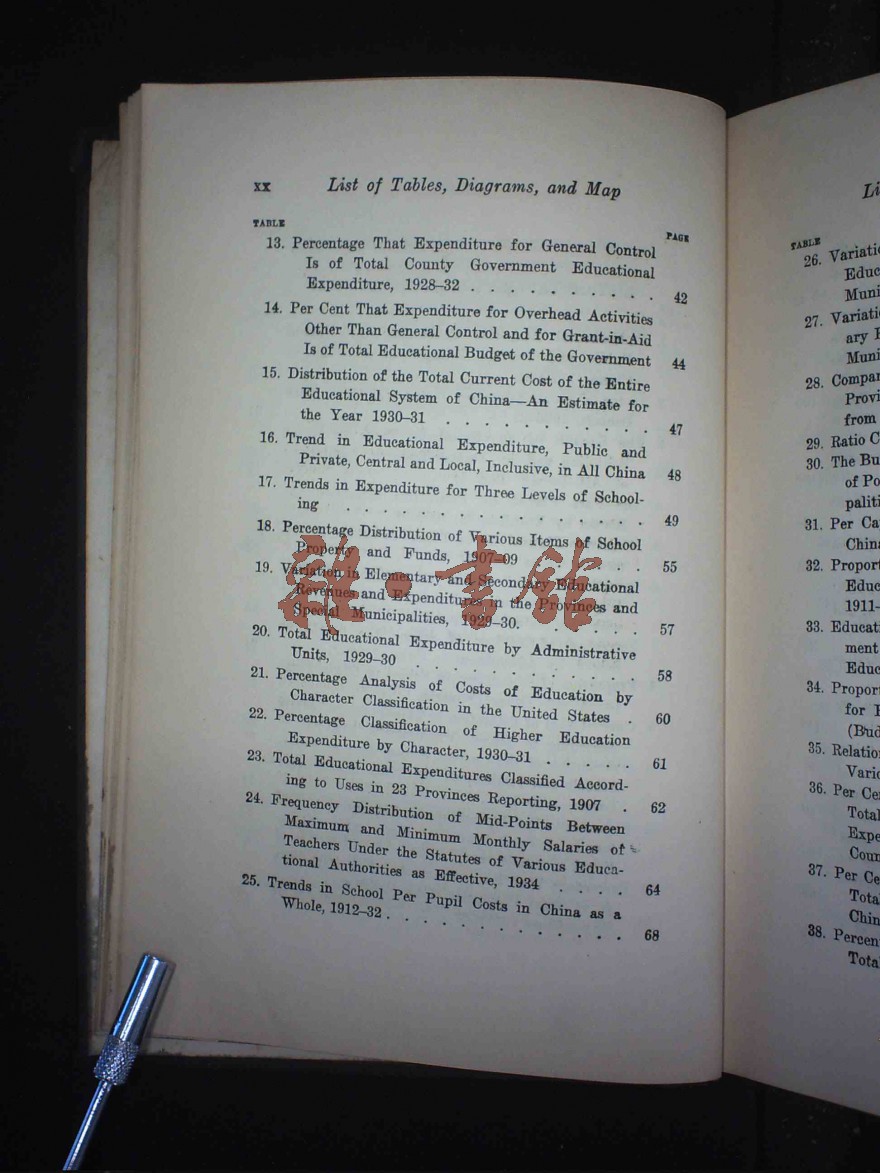 xx List of Tables, Diagrams, and Map
TABLE PAGE
13. Percentage That Expenditure for General Control
Is of Total County Government Educational
Expenditure, 1928–32 . . . . . . . . . . 42
14. Per Cent That Expenditure for Overhead Activities
Other Than General Control and for Grant-in-Aid
Is of Total Educational Budget of the Government 44
15. Distribution of the Total Current Cost of the Entire
Educational System of China—An Estimate for
the Year 1930–31 . . . . . . . . . . . 47
16. Trend in Educational Expenditure, Public and
Private, Central and Local, Inclusive, in All China 48
17. Trends in Expenditure for Three Levels of School-
ing . . . . . . . . . . . . . . . . 49
18. Percentage Distribution of Various Items of School
Property and Funds, 1907–09 . . . . . . 55
19. Variation in Elementary and Secondary Educational
Revenues and Expenditures in the Provinces and
Special Municipalities, 1929–30. . . . . . . 57
20. Total Educational Expenditure by Administrative
Units, 1929–30 . . . . . . . . . . . . 58
21. Percentage Analysis of Costs of Education by
Character Classification in the United States . 60
22. Percentage Classification of Higher Education
Expenditure by Character, 1930–31 . . . . . 61
23. Total Educational Expenditures Classified Accord-
ing to Uses in 23 Provinces Reporting, 1907 . 62
24. Frequency Distribution of Mid-Points Between
Maximum and Minimum Monthly Salaries of
Teachers Under the Statutes of Various Educa-
tional Authorities as Effective, 1934 . . . . 64
25. Trends in School Per Pupil Costs in China as a
Whole, 1912–32 . . . . . . . . . . . . . 68
Li
TABLE
26. Variatio
Educ
Muni
27. Variati
ary
Muni
28. Compar
Provi
from
29. Ratio C
30. The Bu
of Po
paliti
31. Per Ca
China
32. Proport
Educ
1911–
33. Educati
ment
Educ
34. Proport
for
(Bud
35. Relatio
Vario
36. Per Ce
Total
Expe
Coun
37. Per Ce
Tota
Chin
38. Percen
Tota
書館